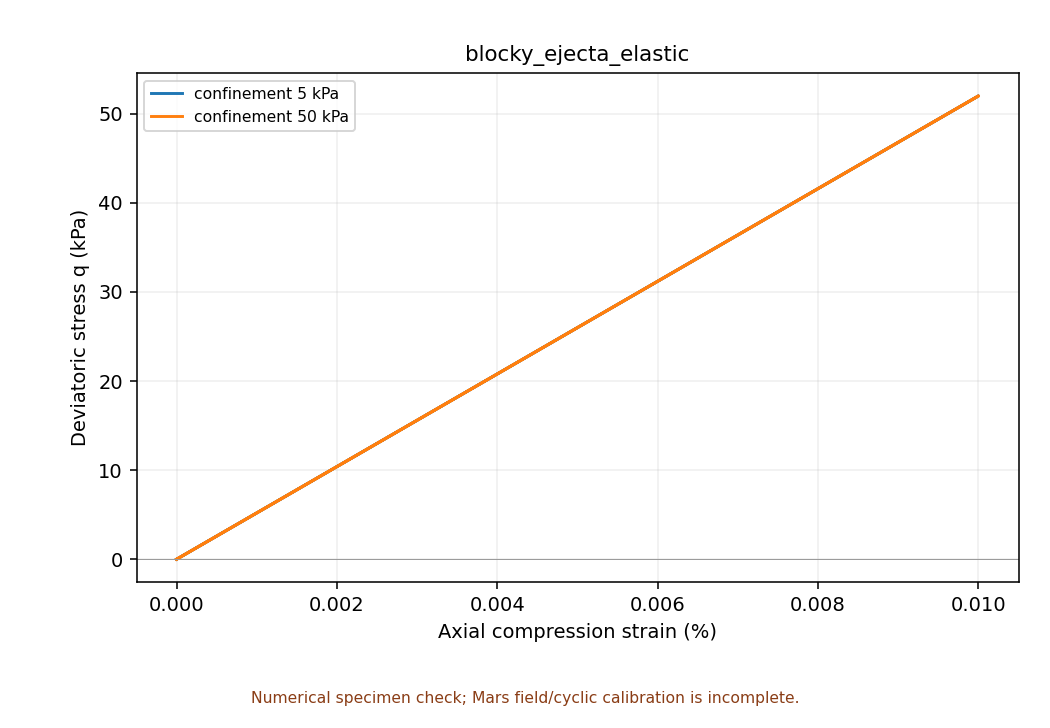 blocky_ejecta_elastic
confinement 5 kPa
confinement 50 kPa
Deviatoric stress q (kPa)
50
40
30
20
10
0
0.000 0.002 0.004 0.006 0.008 0.010
Axial compression strain (%)
Numerical specimen check; Mars field/cyclic calibration is incomplete.